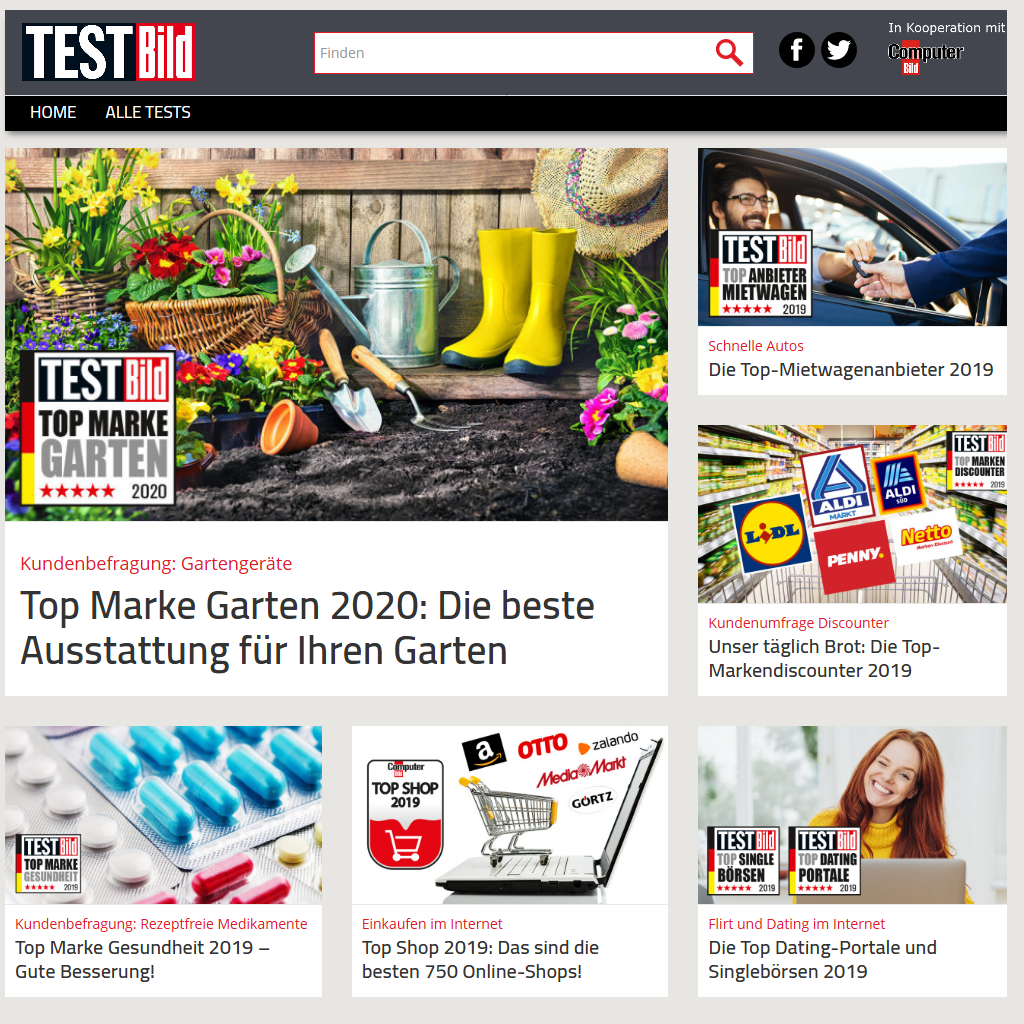 TEST Bild
Finden
In Kooperation mit
Computer
Bild
HOME
ALLE TESTS
TEST Bild
TOP MARKE
GARTEN
2020
Kundenbefragung: Gartengeräte
Top Marke Garten 2020: Die beste
Ausstattung für Ihren Garten
TEST Bild
TOP ANBIETER
MIETWAGEN
2019
Schnelle Autos
Die Top-Mietwagenanbieter 2019
TEST Bild
TOP MARKEN
DISCOUNTER
2019
ALDI
MARKT
ALDI
SÜD
LIDL
PENNY.
Netto
Marken-Discount
Kundenumfrage Discounter
Unser täglich Brot: Die Top-
Markendiscounter 2019
TEST Bild
TOP MARKE
GESUNDHEIT
2019
Kundenbefragung: Rezeptfreie Medikamente
Top Marke Gesundheit 2019 –
Gute Besserung!
Computer
Bild
TOP SHOP
2019
a
OTTO
zalando
Media Markt
GÖRTZ
Einkaufen im Internet
Top Shop 2019: Das sind die
besten 750 Online-Shops!
TEST Bild
TOP SINGLE
BÖRSEN
2019
TEST Bild
TOP DATING
PORTALE
2019
Flirt und Dating im Internet
Die Top Dating-Portale und
Singlebörsen 2019